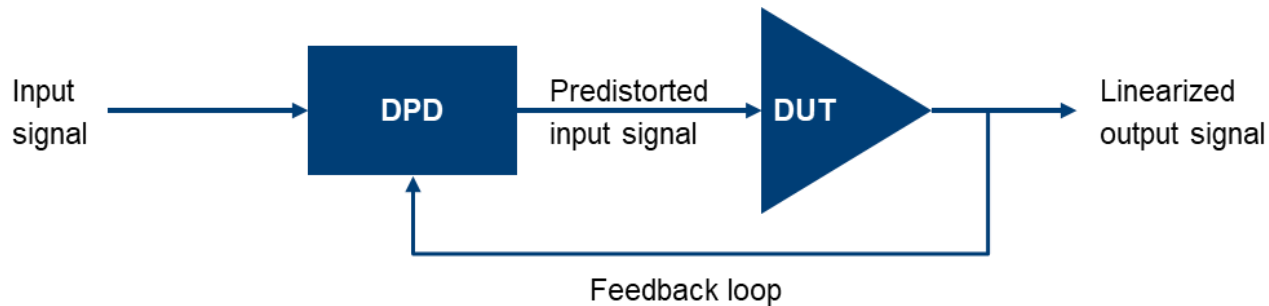 Input
signal
DPD
Predistorted
input signal
DUT
Linearized
output signal
Feedback loop